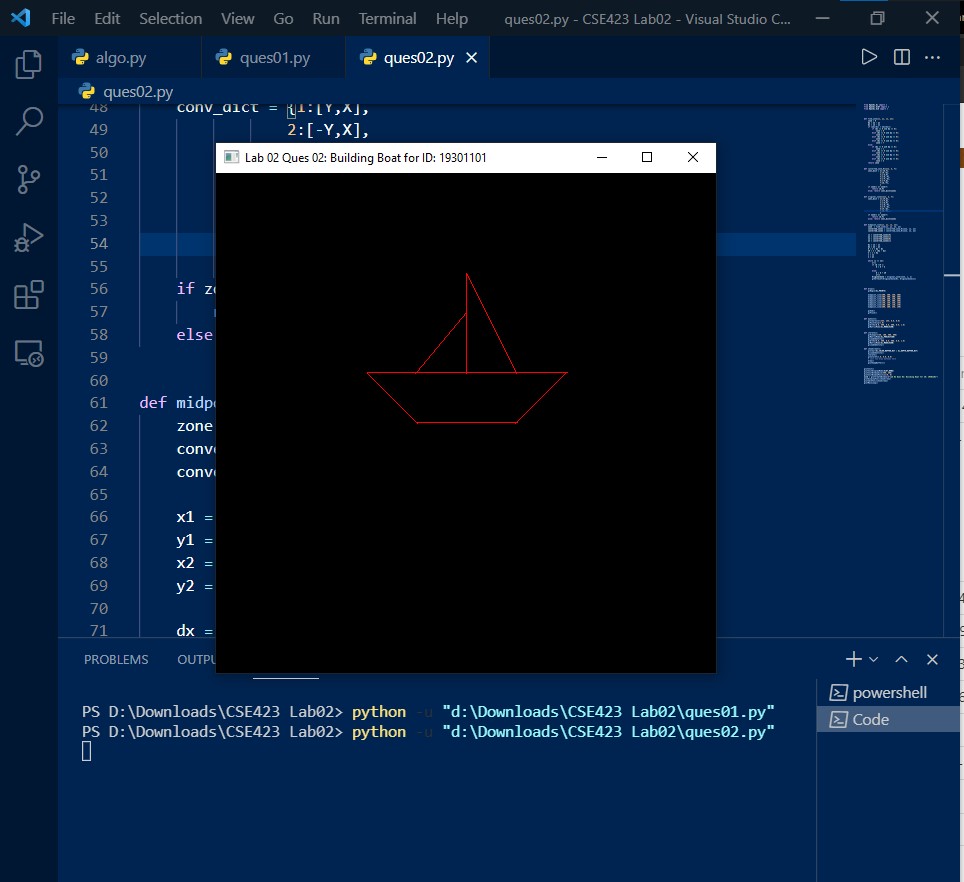 File Edit Selection View Go Run Terminal Help ques02.py - CSE423 Lab02 - Visual Studio C...
algo.py ques01.py ques02.py
ques02.py
48 conv_dict = {1:[Y,X],
49 2:[-Y,X],
50
Lab 02 Ques 02: Building Boat for ID: 19301101
51
52
53
54
55
56 if
57
58 else
59
60
61 def
62 zone
63
64
65
66 x1 =
67 y1 =
68 x2 =
69 y2 =
70
71 dx =
PROBLEMS OUTPU
powershell
Code
PS D:\Downloads\CSE423 Lab02> python -u "d:\Downloads\CSE423 Lab02\ques01.py"
PS D:\Downloads\CSE423 Lab02> python -u "d:\Downloads\CSE423 Lab02\ques02.py"